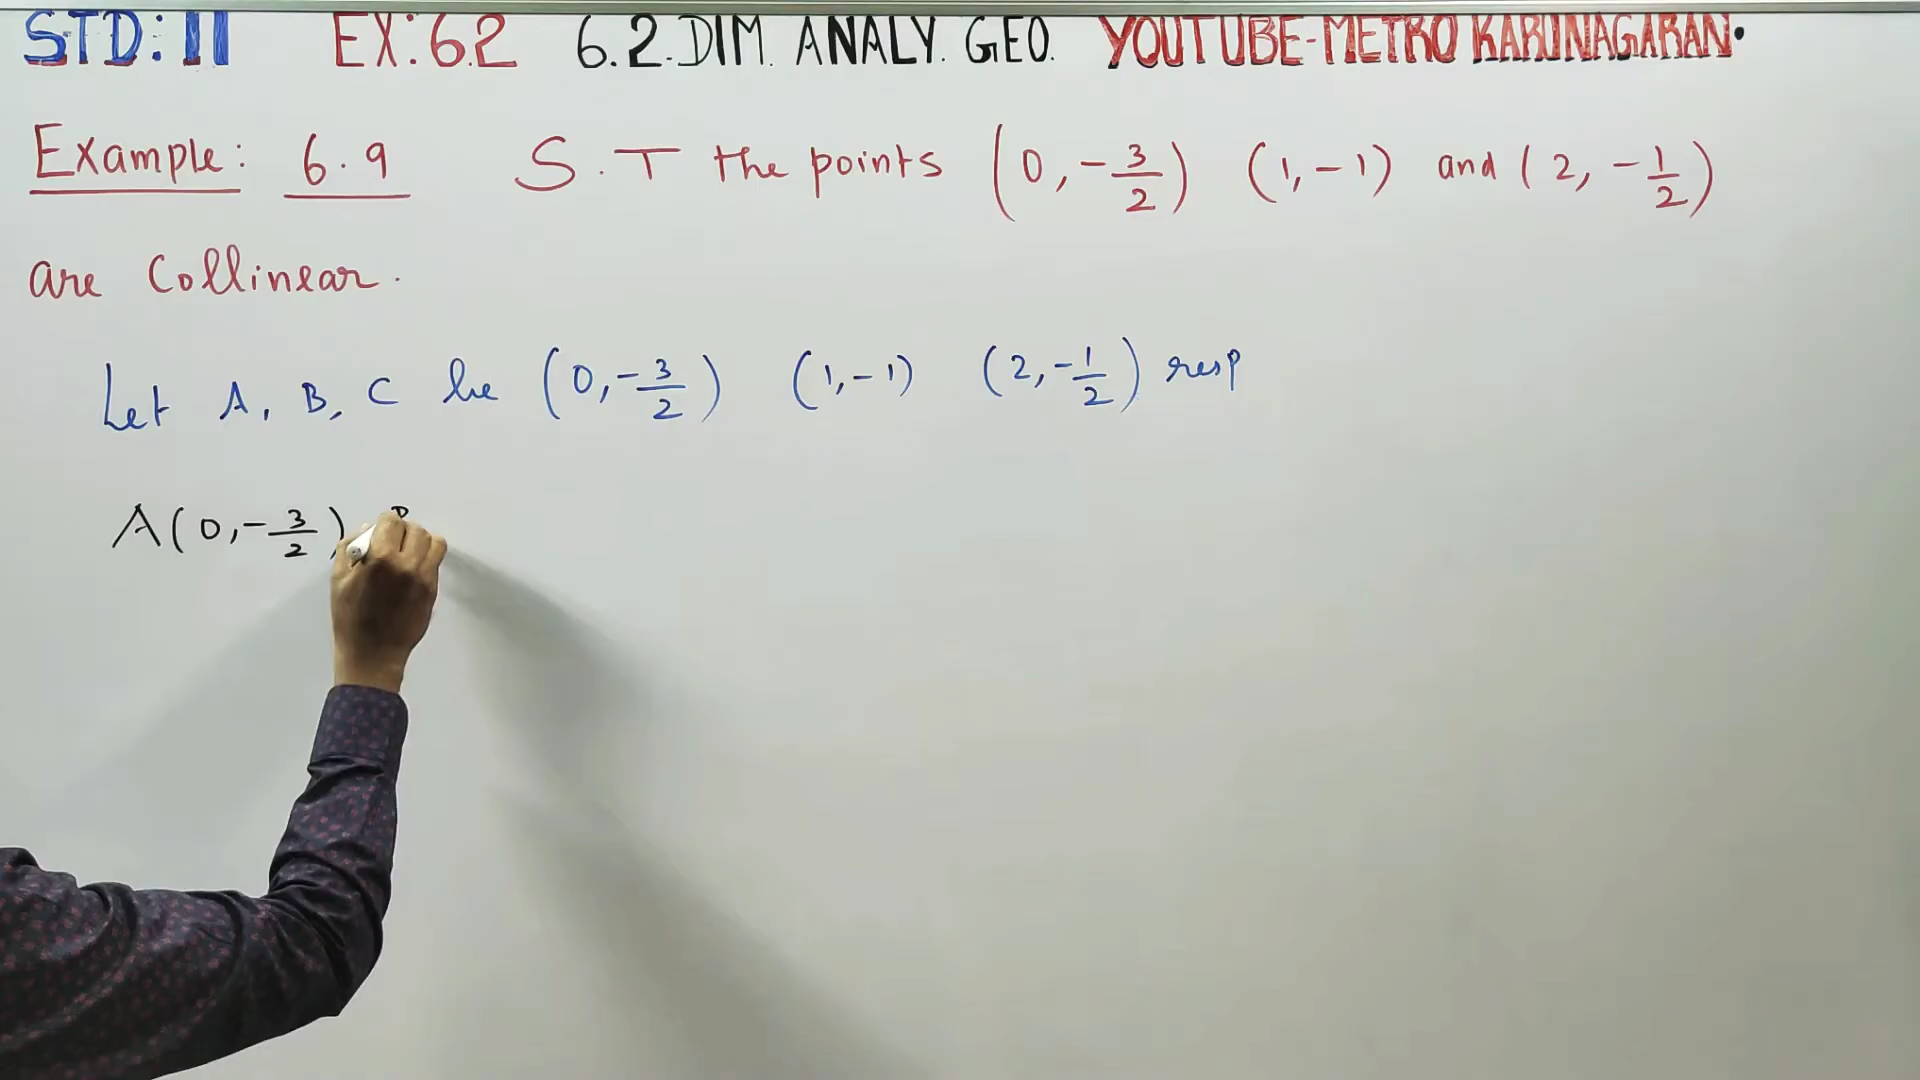 STD: 11 EX: 6.2 6.2. DIM. ANALY. GEO. YOUTUBE-METRO KARUNAGARAN.
Example: 6.9 S.T the points (0, -3/2) (1, -1) and (2, -1/2)
are Collinear.
Let A, B, C be (0, -3/2) (1, -1) (2, -1/2) resp
A(0, -3/2)